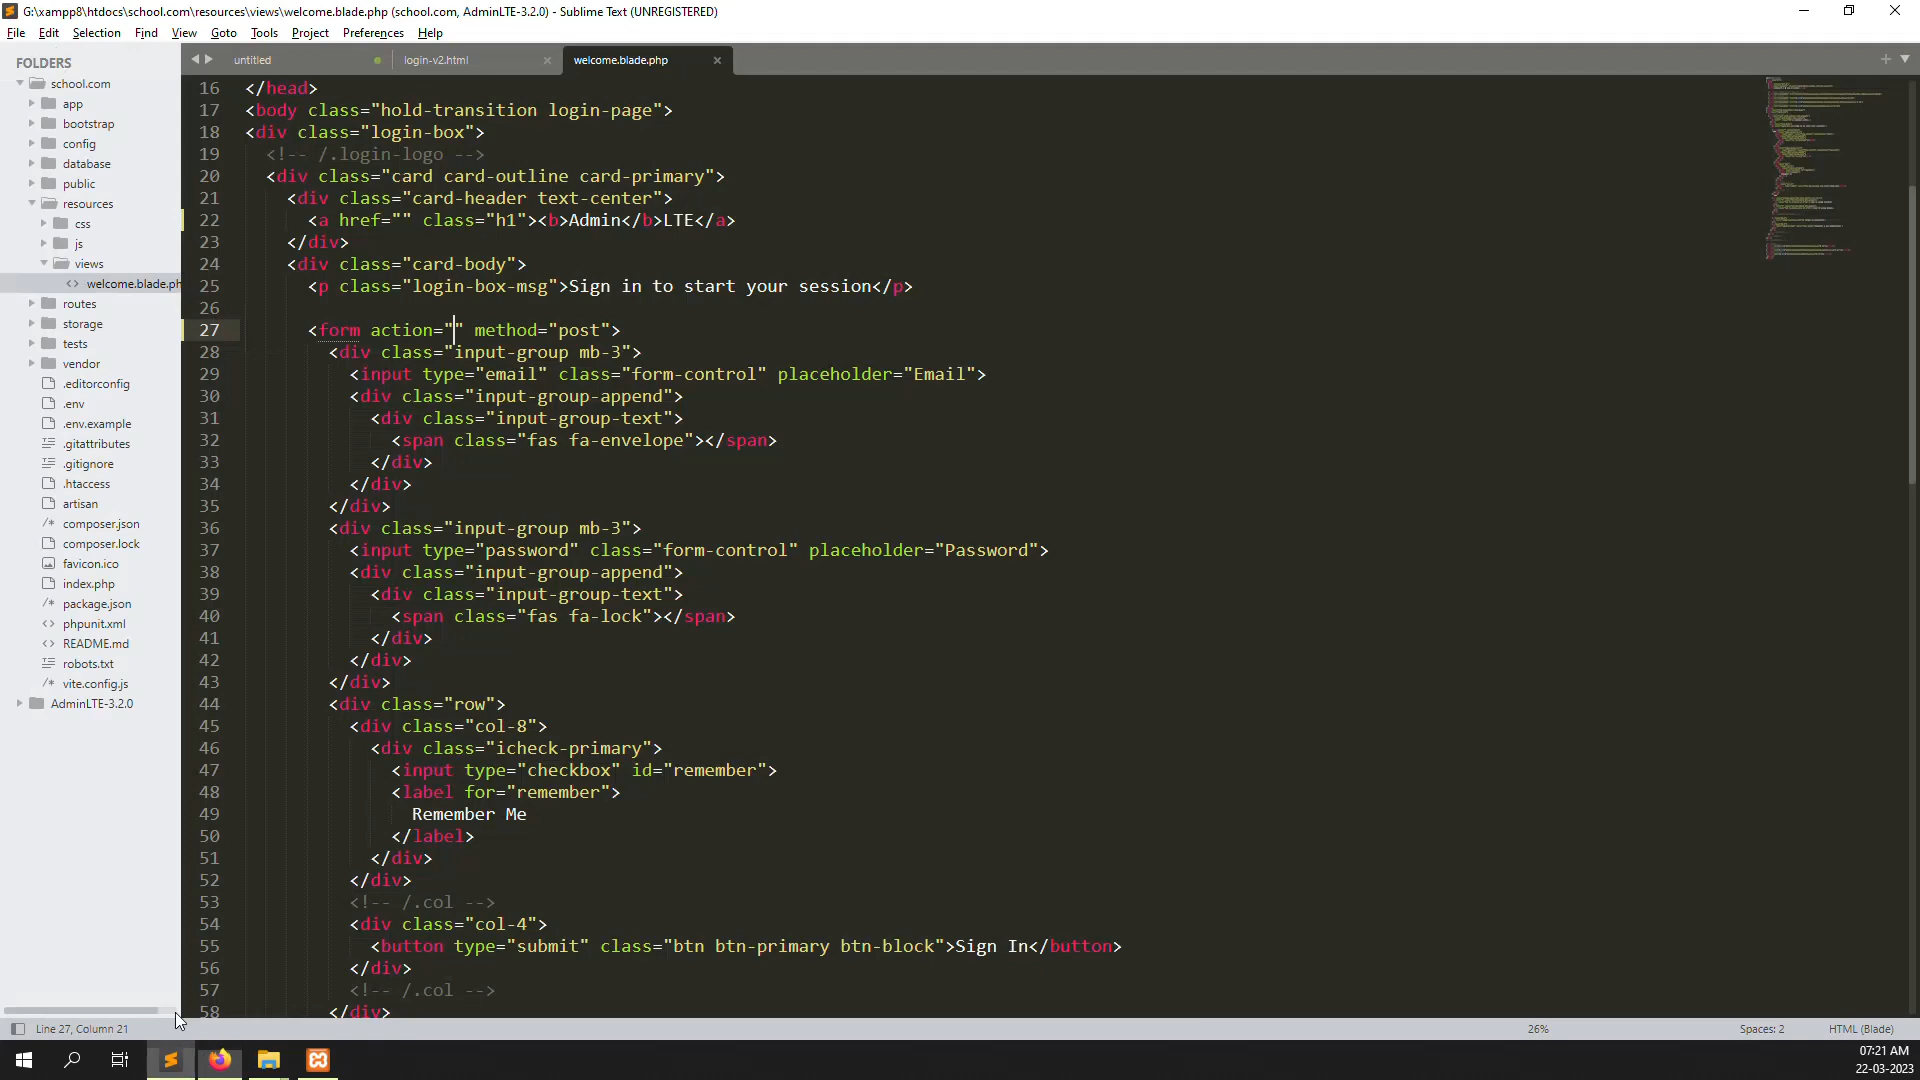 G:\xampp8\htdocs\school.com\resources\views\welcome.blade.php (school.com, AdminLTE-3.2.0) - Sublime Text (UNREGISTERED)
File Edit Selection Find View Goto Tools Project Preferences Help
FOLDERS
school.com
app
bootstrap
config
database
public
resources
css
js
views
welcome.blade.ph
routes
storage
tests
vendor
.editorconfig
.env
.env.example
.gitattributes
.gitignore
.htaccess
artisan
composer.json
composer.lock
favicon.ico
index.php
package.json
phpunit.xml
README.md
robots.txt
vite.config.js
AdminLTE-3.2.0
untitled login-v2.html welcome.blade.php
16 </head>
17 <body class="hold-transition login-page">
18 <div class="login-box">
19 <!-- /.login-logo -->
20 <div class="card card-outline card-primary">
21 <div class="card-header text-center">
22 <a href="" class="h1"><b>Admin</b>LTE</a>
23 </div>
24 <div class="card-body">
25 <p class="login-box-msg">Sign in to start your session</p>
26
27 <form action="" method="post">
28 <div class="input-group mb-3">
29 <input type="email" class="form-control" placeholder="Email">
30 <div class="input-group-append">
31 <div class="input-group-text">
32 <span class="fas fa-envelope"></span>
33 </div>
34 </div>
35 </div>
36 <div class="input-group mb-3">
37 <input type="password" class="form-control" placeholder="Password">
38 <div class="input-group-append">
39 <div class="input-group-text">
40 <span class="fas fa-lock"></span>
41 </div>
42 </div>
43 </div>
44 <div class="row">
45 <div class="col-8">
46 <div class="icheck-primary">
47 <input type="checkbox" id="remember">
48 <label for="remember">
49 Remember Me
50 </label>
51 </div>
52 </div>
53 <!-- /.col -->
54 <div class="col-4">
55 <button type="submit" class="btn btn-primary btn-block">Sign In</button>
56 </div>
57 <!-- /.col -->
58 </div>
Line 27, Column 21 26% Spaces: 2 HTML (Blade)
07:21 AM
22-03-2023